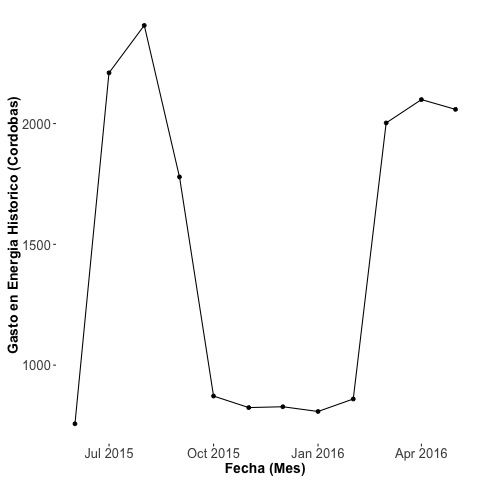 Gasto en Energia Historico (Cordobas)
2000
1500
1000
Jul 2015 Oct 2015 Jan 2016 Apr 2016
Fecha (Mes)